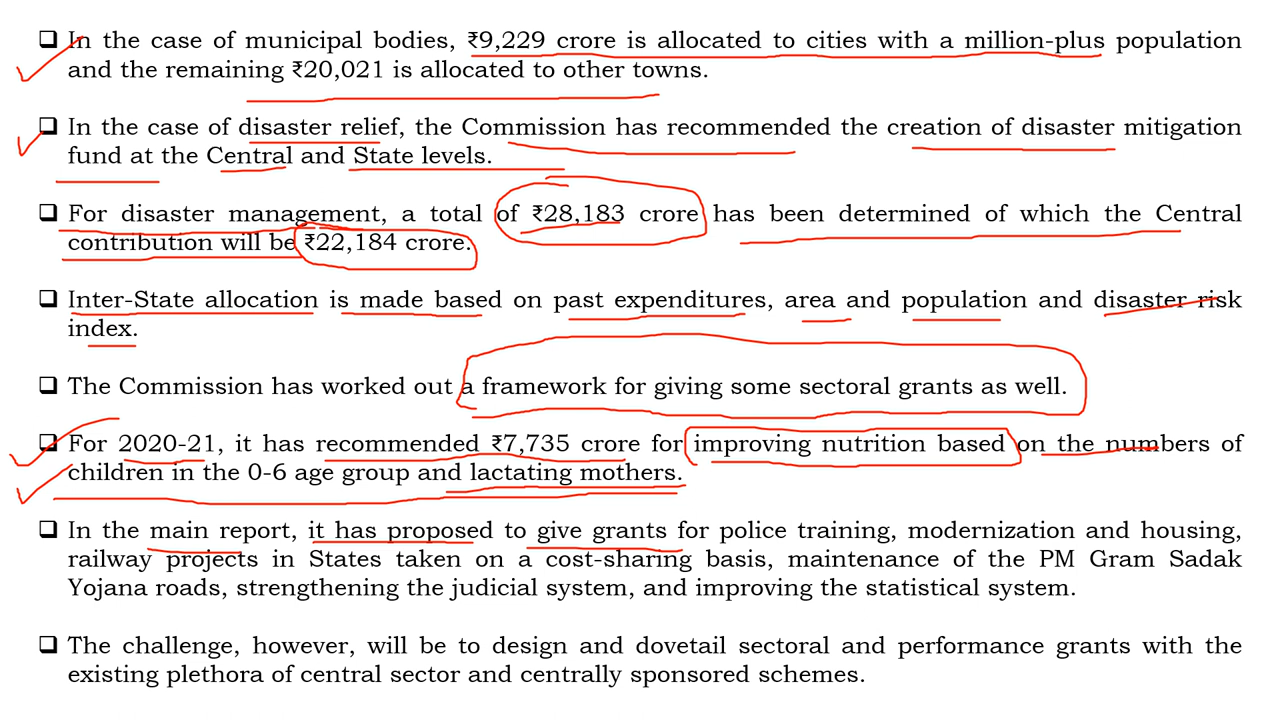 ❑ In the case of municipal bodies, ₹9,229 crore is allocated to cities with a million-plus population
and the remaining ₹20,021 is allocated to other towns.
❑ In the case of disaster relief, the Commission has recommended the creation of disaster mitigation
fund at the Central and State levels.
❑ For disaster management, a total of ₹28,183 crore has been determined of which the Central
contribution will be ₹22,184 crore.
❑ Inter-State allocation is made based on past expenditures, area and population and disaster risk
index.
❑ The Commission has worked out a framework for giving some sectoral grants as well.
❑ For 2020-21, it has recommended ₹7,735 crore for improving nutrition based on the numbers of
children in the 0-6 age group and lactating mothers.
❑ In the main report, it has proposed to give grants for police training, modernization and housing,
railway projects in States taken on a cost-sharing basis, maintenance of the PM Gram Sadak
Yojana roads, strengthening the judicial system, and improving the statistical system.
❑ The challenge, however, will be to design and dovetail sectoral and performance grants with the
existing plethora of central sector and centrally sponsored schemes.